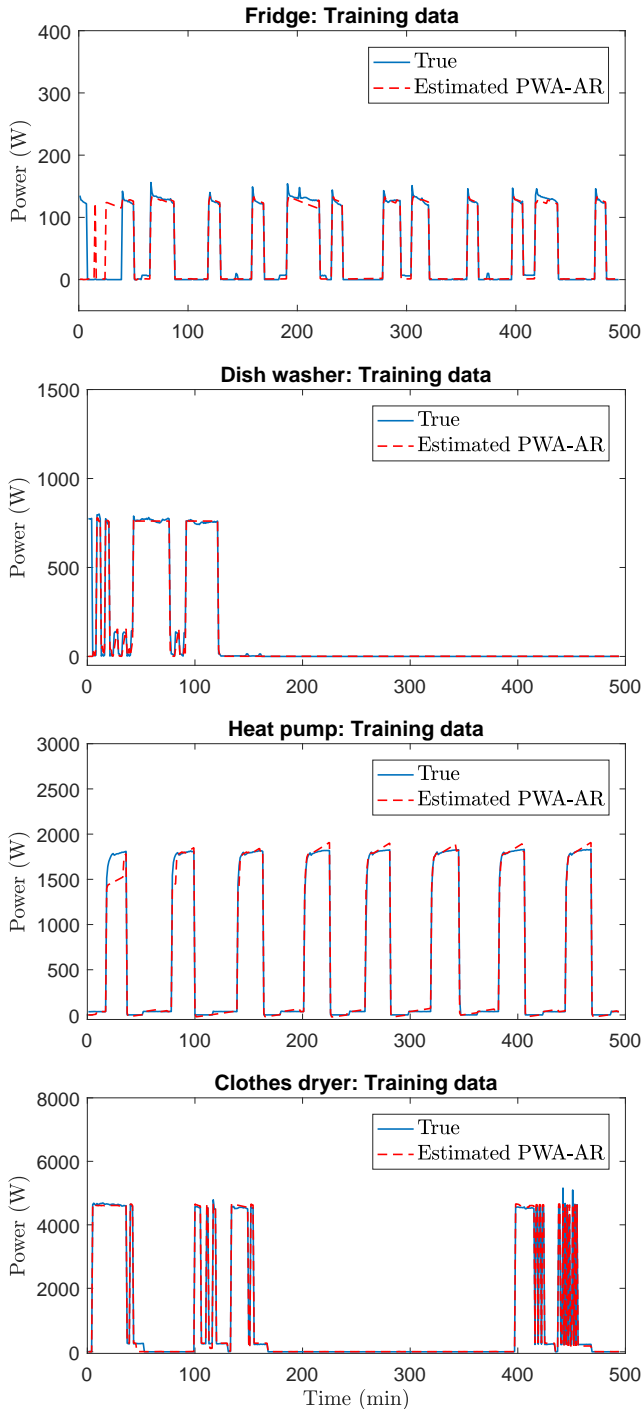 Fridge: Training data
400
300
200
100
0
Power (W)
True
Estimated PWA-AR
0 100 200 300 400 500
Dish washer: Training data
1500
1000
500
0
Power (W)
True
Estimated PWA-AR
0 100 200 300 400 500
Heat pump: Training data
3000
2500
2000
1500
1000
500
0
Power (W)
True
Estimated PWA-AR
0 100 200 300 400 500
Clothes dryer: Training data
8000
6000
4000
2000
0
Power (W)
True
Estimated PWA-AR
0 100 200 300 400 500
Time (min)